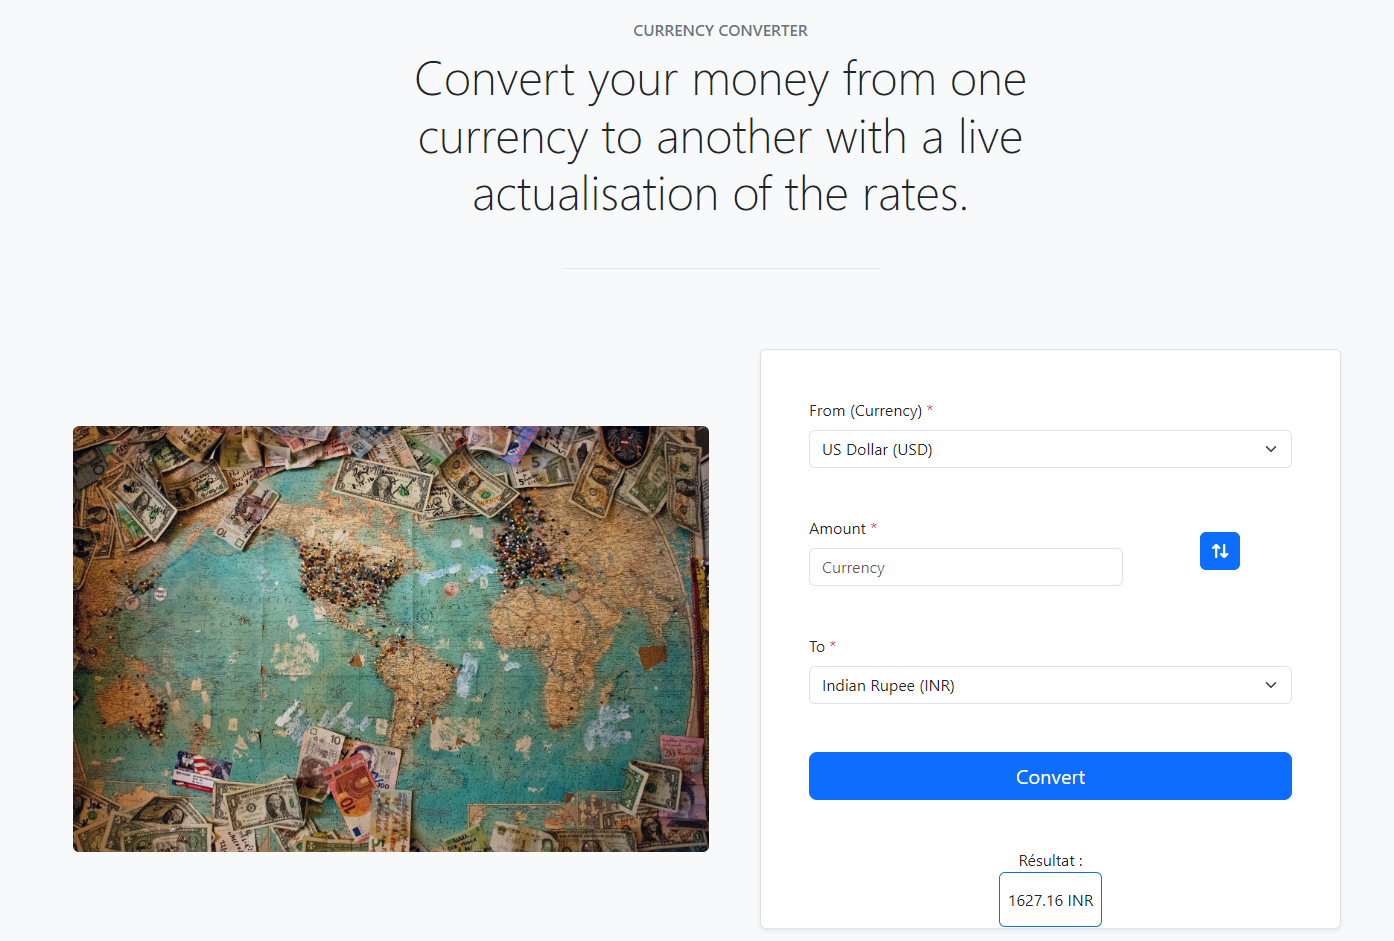 CURRENCY CONVERTER
Convert your money from one
currency to another with a live
actualisation of the rates.
From (Currency) *
US Dollar (USD)
Amount *
Currency
To *
Indian Rupee (INR)
Convert
Résultat :
1627.16 INR